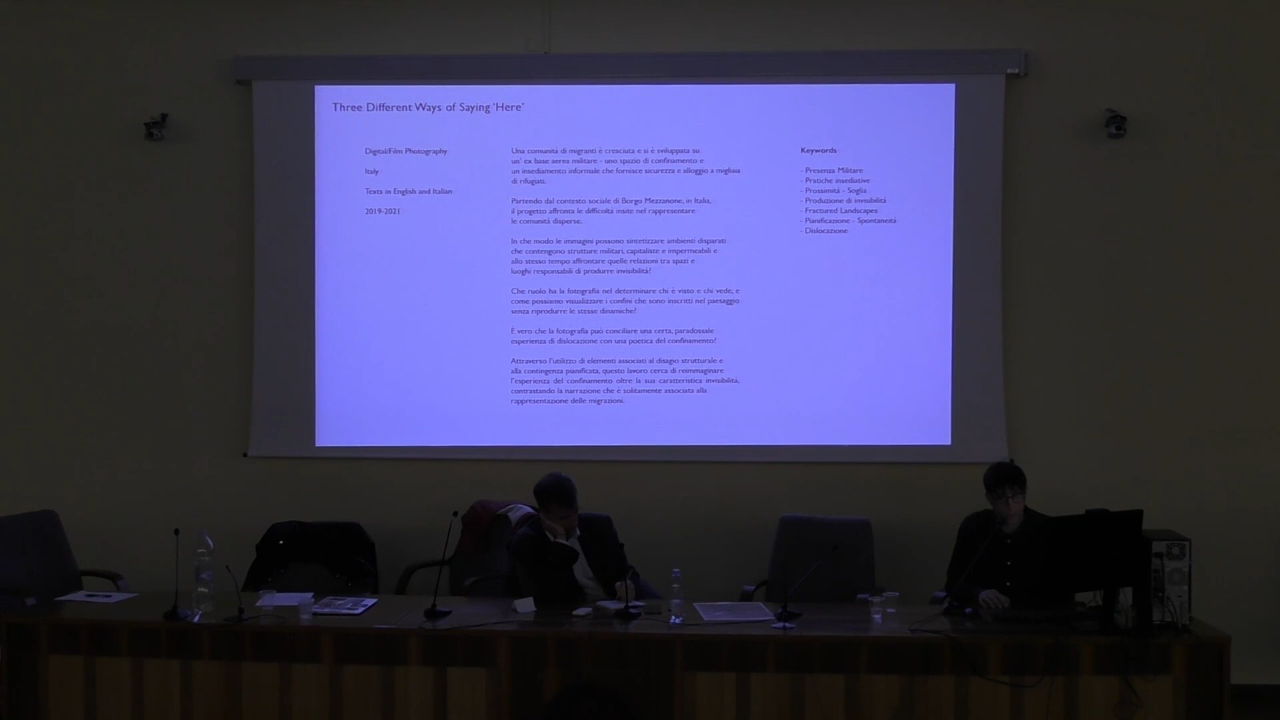 Three Different Ways of Saying 'Here'
Digital/Film Photography
Italy
Texts in English and Italian
2019-2021
Una comunità di migranti è cresciuta e si è sviluppata su
un' ex base aerea militare - uno spazio di confinamento e
un insediamento informale che fornisce sicurezza e alloggio a migliaia
di rifugiati.
Partendo dal contesto sociale di Borgo Mezzanone, in Italia,
il progetto affronta le difficoltà insite nel rappresentare
le comunità disperse.
In che modo le immagini possono sintetizzare ambienti disparati
che contengono strutture militari, capitaliste e impermeabili e
allo stesso tempo affrontare quelle relazioni tra spazi e
luoghi responsabili di produrre invisibilità?
Che ruolo ha la fotografia nel determinare chi è visto e chi vede, e
come possiamo visualizzare i confini che sono inscritti nel paesaggio
senza riprodurre le stesse dinamiche?
È vero che la fotografia può conciliare una certa, paradossale
esperienza di dislocazione con una poetica del confinamento?
Attraverso l'utilizzo di elementi associati al disagio strutturale e
alla contingenza pianificata, questo lavoro cerca di reimmaginare
l'esperienza del confinamento oltre la sua caratteristica invisibilità,
contrastando la narrazione che è solitamente associata alla
rappresentazione delle migrazioni.
Keywords
- Presenza Militare
- Pratiche insediative
- Prossimità - Soglia
- Produzione di invisibilità
- Fractured Landscapes
- Pianificazione - Spontaneità
- Dislocazione